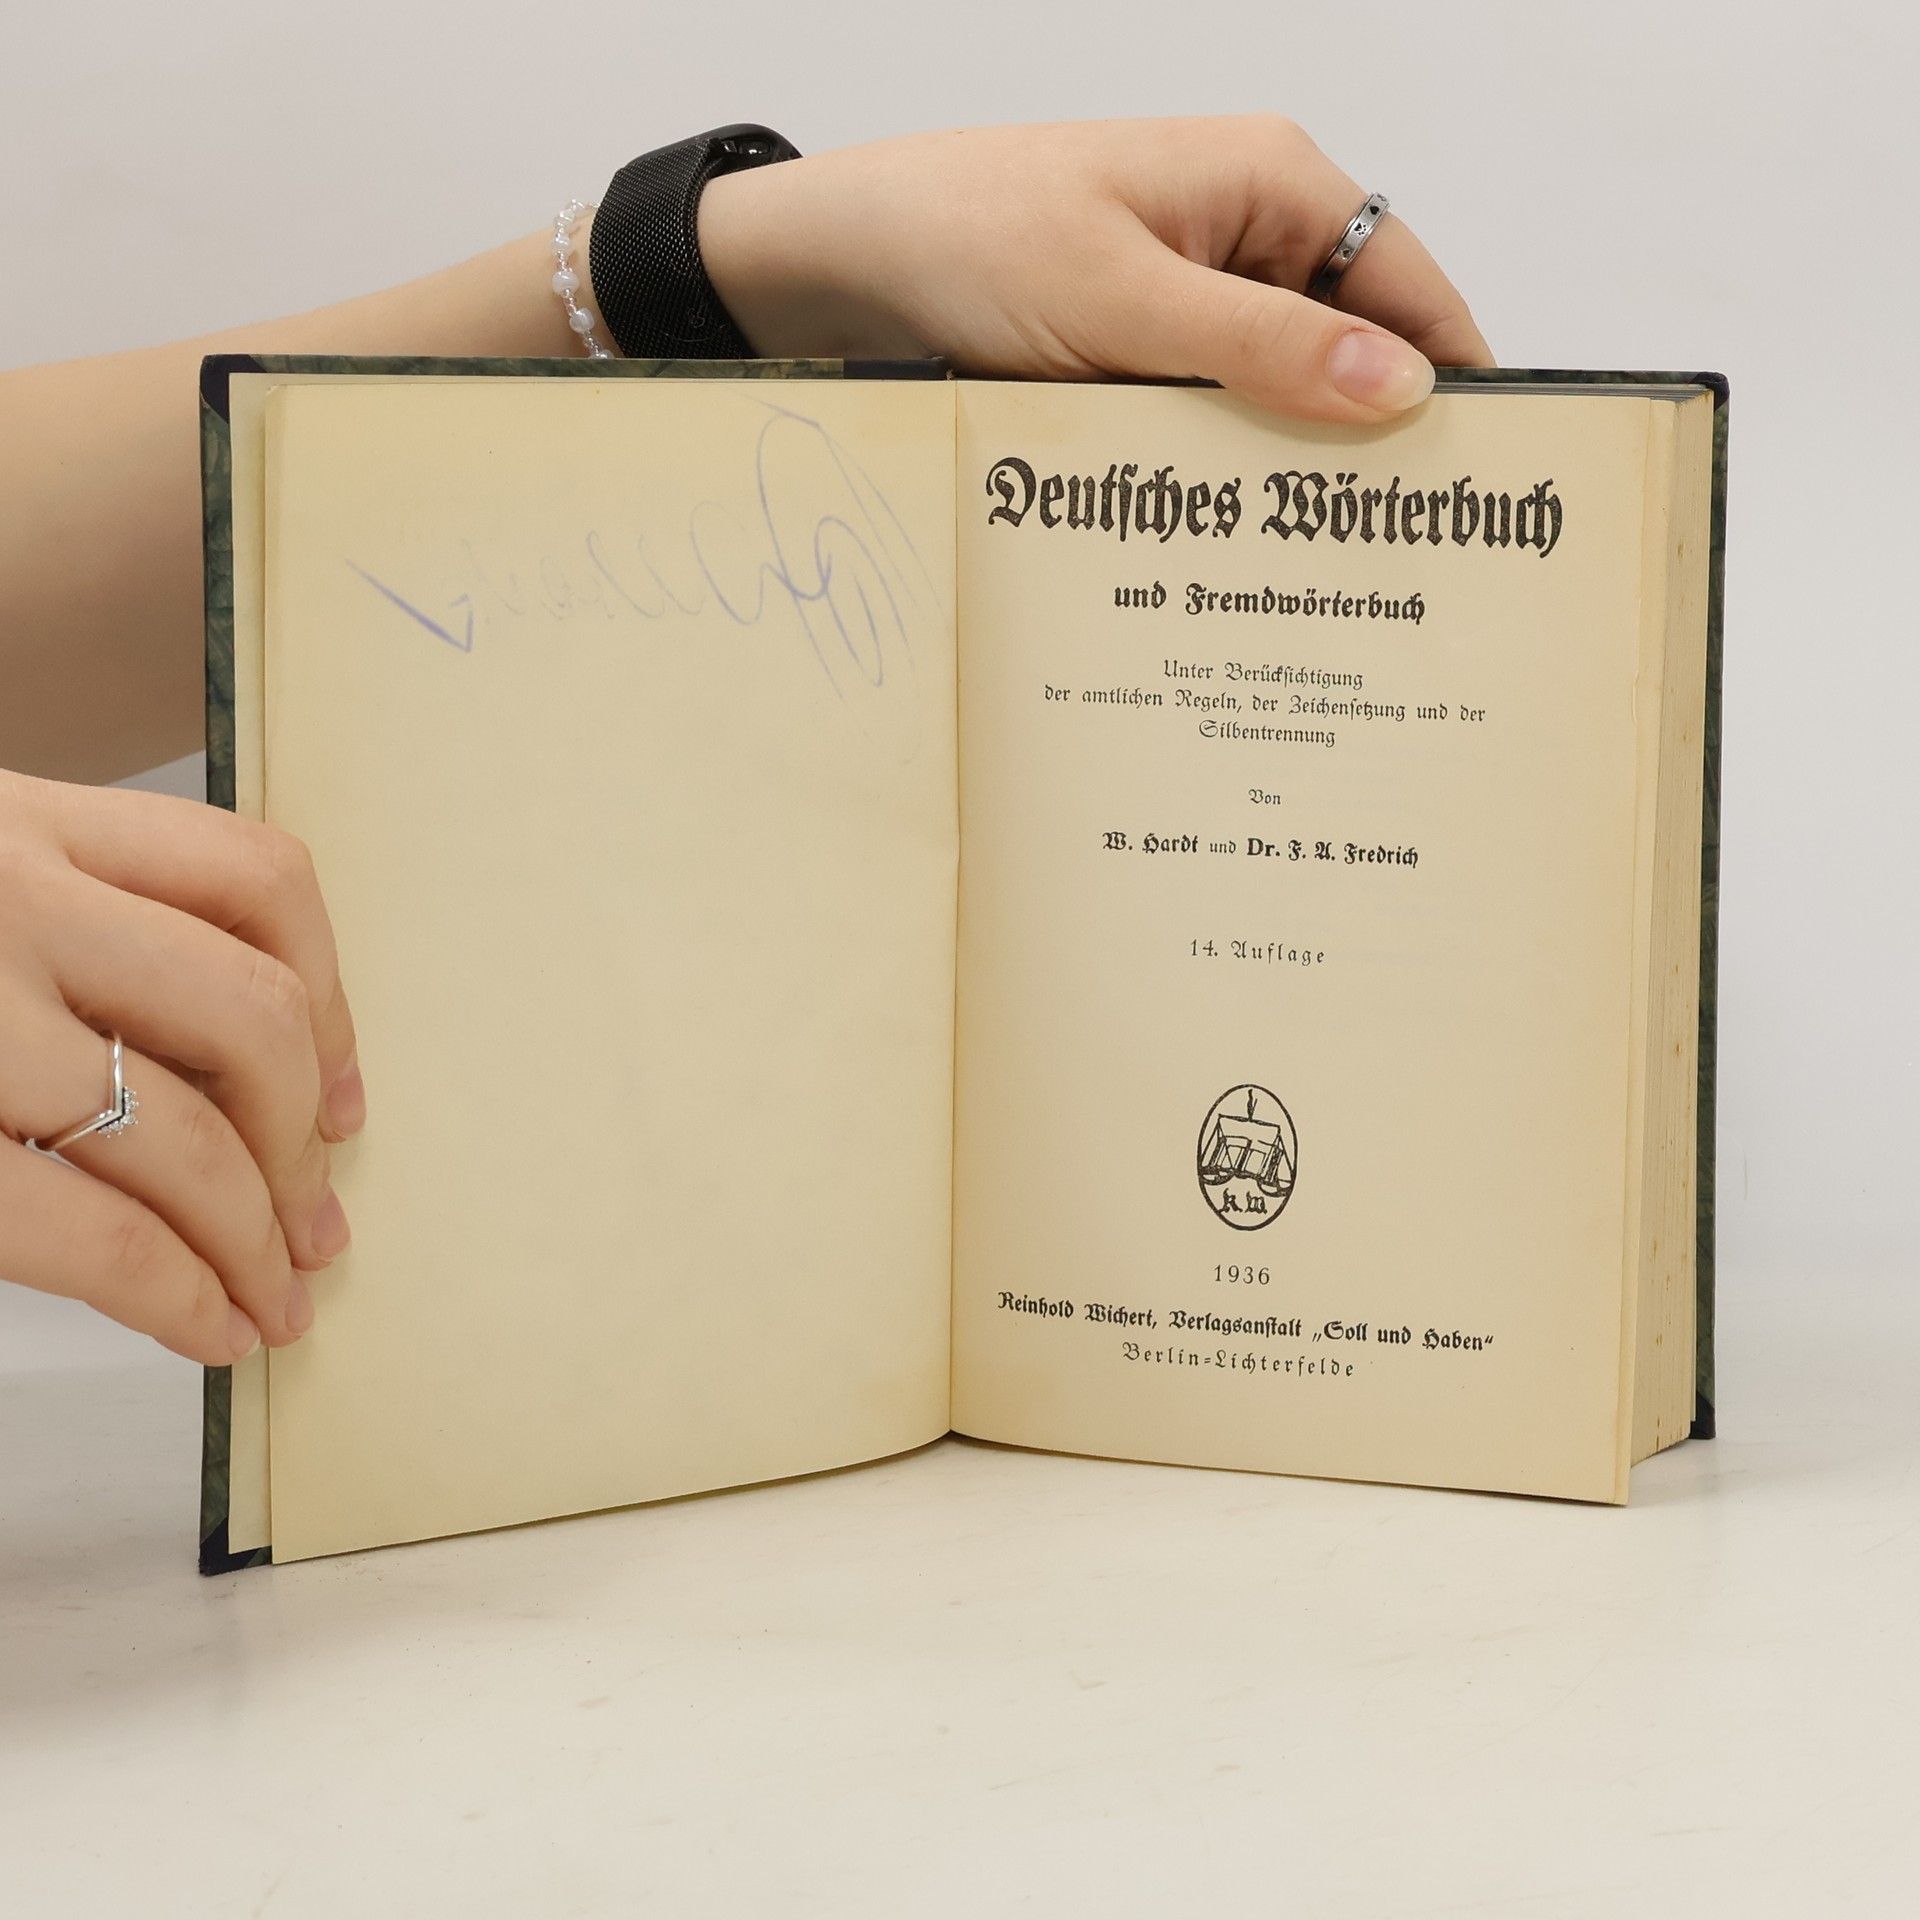 Deutſches Wörterbuch
und Fremdwörterbuch
Unter Berückſichtigung
der amtlichen Regeln, der Zeichenſetzung und der
Silbentrennung
Von
W. Hardt und Dr. F. A. Fredrich
14. Auflage
R. W.
1936
Reinhold Wichert, Verlagsanſtalt „Soll und Haben“
Berlin-Lichterfelde